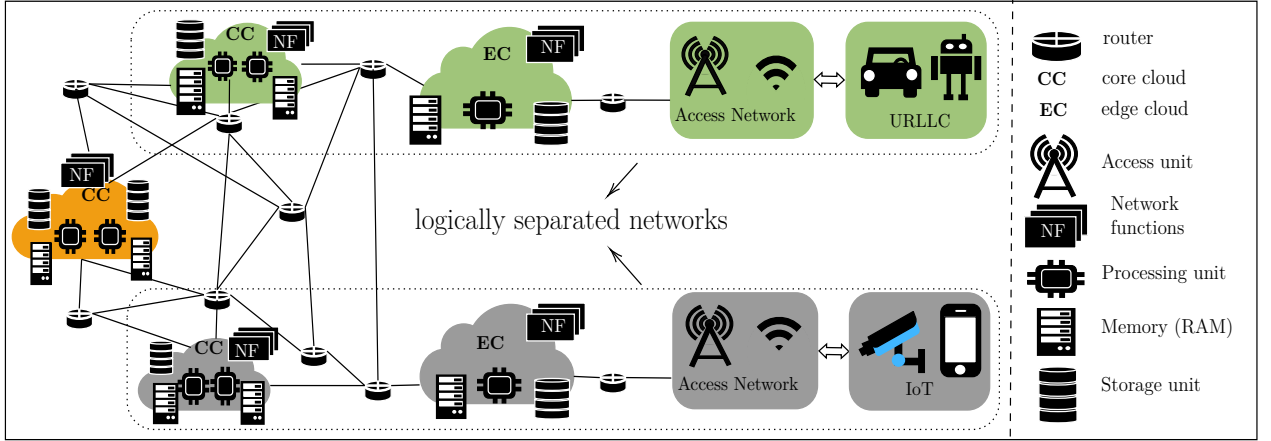 CC
NF
EC
NF
Access Network
URLLC
NF
CC
logically separated networks
CC
NF
EC
NF
Access Network
IoT
router
CC
core cloud
EC
edge cloud
Access unit
NF
Network
functions
Processing unit
Memory (RAM)
Storage unit